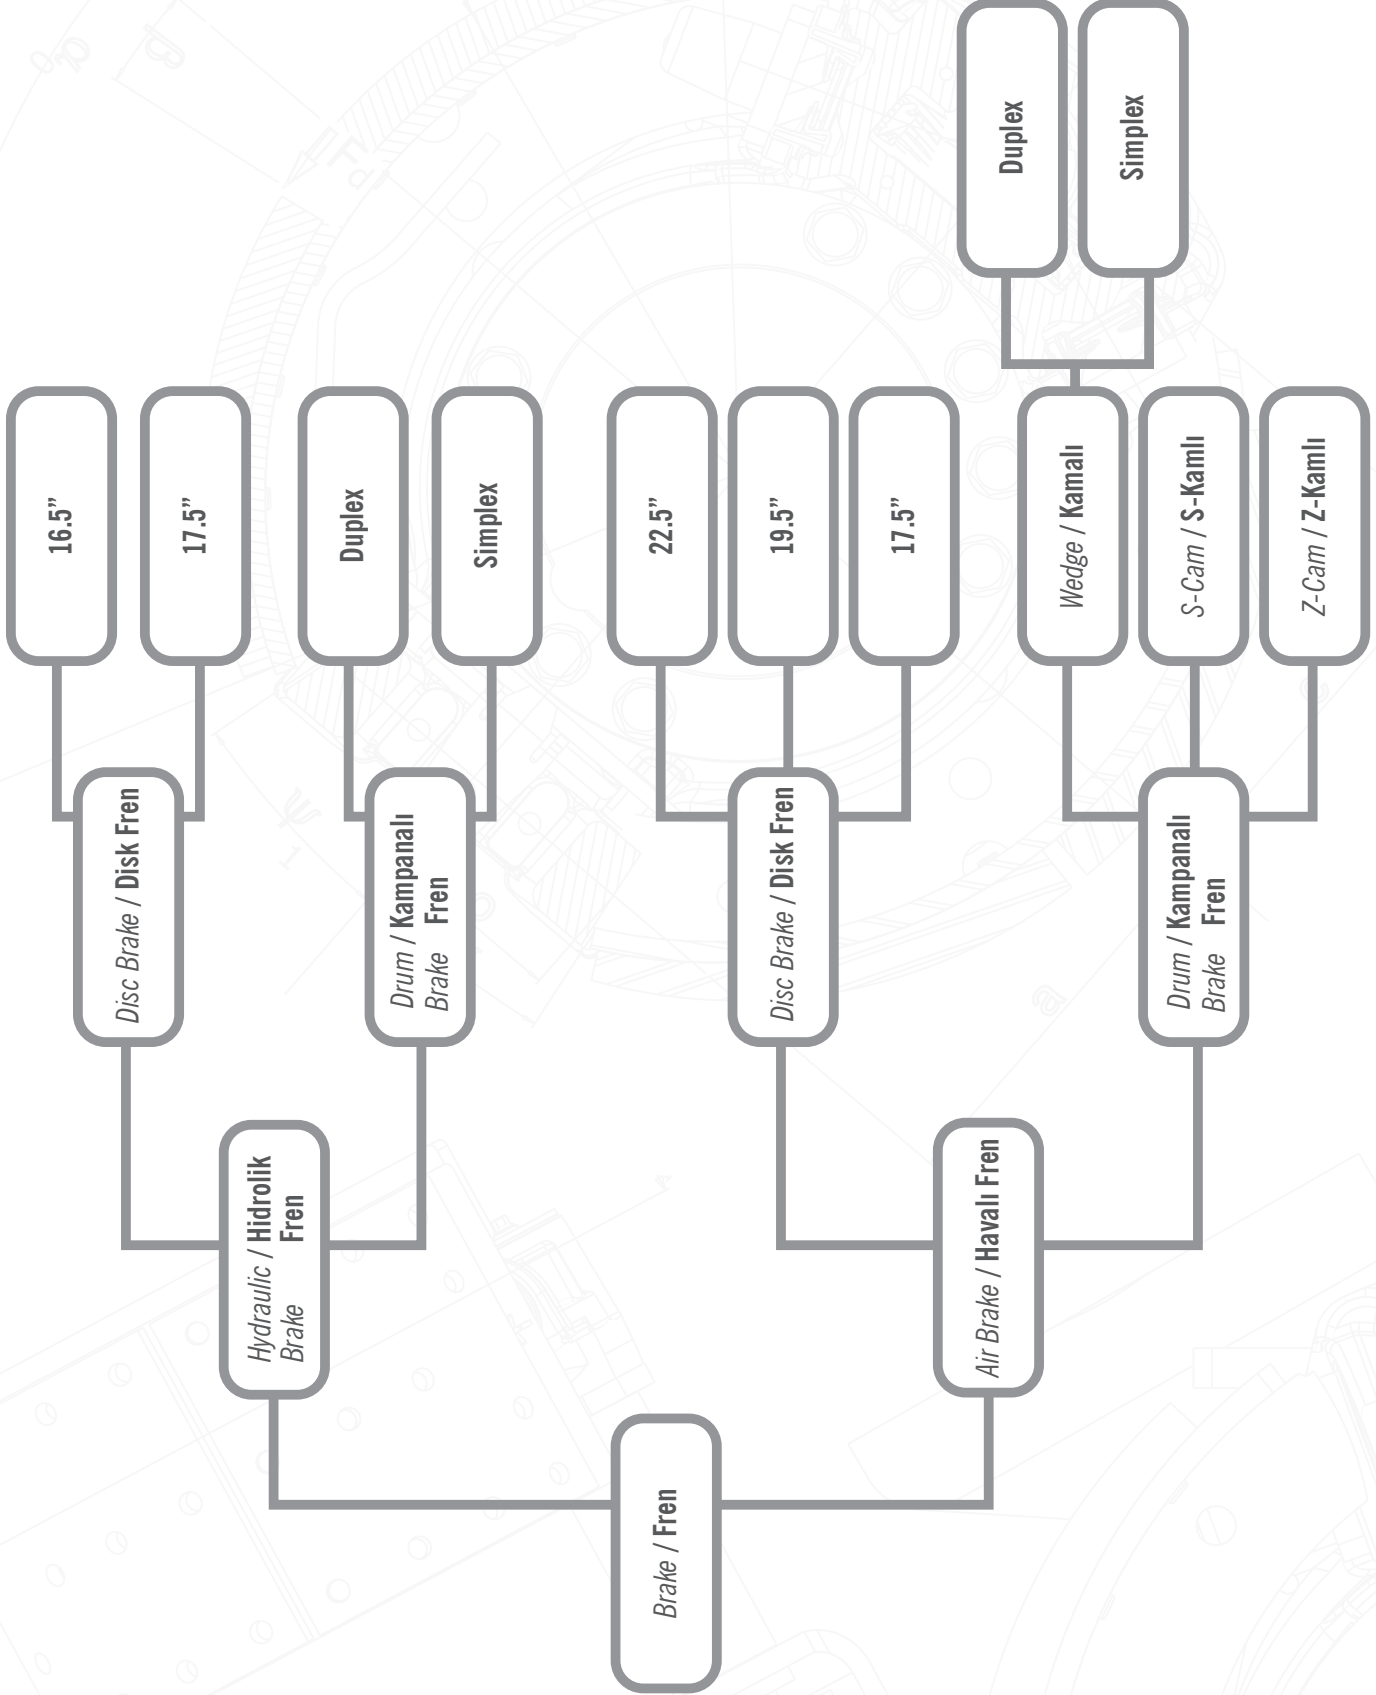 Brake / Fren
Hydraulic / Hidrolik
Brake Fren
Disc Brake / Disk Fren
16.5”
17.5”
Drum / Kampanalı
Brake Fren
Duplex
Simplex
Air Brake / Havalı Fren
Disc Brake / Disk Fren
22.5”
19.5”
17.5”
Drum / Kampanalı
Brake Fren
Wedge / Kamalı
Duplex
Simplex
S-Cam / S-Kamlı
Z-Cam / Z-Kamlı